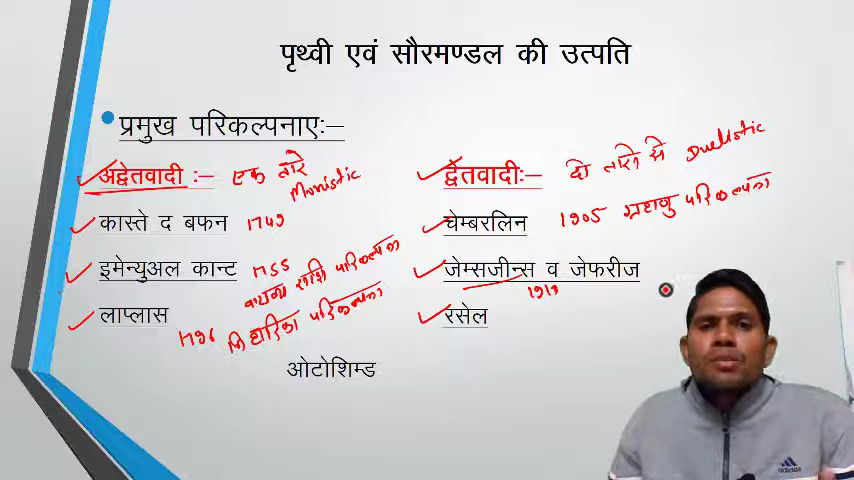 पृथ्वी एवं सौरमण्डल की उत्पति
प्रमुख परिकल्पनाएः–
अद्वेतवादी :– एक तारे
Monistic
कास्ते द बफन 1749
इमेन्युअल कान्ट 1755
वायव्य राशि परिकल्पना
लाप्लास
1796 निहारिका परिकल्पना
द्वेतवादीः– दो तारो से Duelistic
चेम्बरलिन 1905 ग्रहाणु परिकल्पना
जेम्सजीन्स व जेफरीज
1919
रसेल
ओटोशिम्ड
adidas